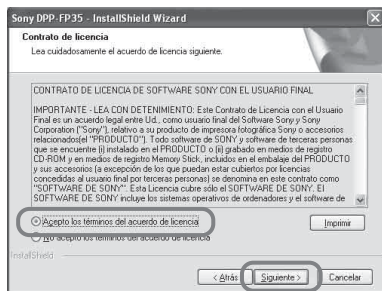 Sony DPP-FP35 - InstallShield Wizard
Contrato de licencia
Lea cuidadosamente el acuerdo de licencia siguiente.
CONTRATO DE LICENCIA DE SOFTWARE SONY CON EL USUARIO FINAL
IMPORTANTE - LEA CON DETENIMIENTO: Este Contrato de Licencia con el Usuario
Final es un acuerdo legal entre Ud., como usuario final del Software Sony y Sony
Corporation ("Sony"), relativo a su producto de impresora fotográfica Sony o accesorios
relacionados(el "PRODUCTO"). Todo software de SONY y software de terceras personas
que se encuentre (i) instalado en el PRODUCTO o (ii) grabado en medios de registro
CD-ROM y en medios de registro Memory Stick, incluidos en el embalaje del PRODUCTO
y sus accesorios (a excepción de los que puedan estar cubiertos por licencias
concedidas al usuario final por terceras personas) se denomina en este contrato como
"SOFTWARE DE SONY". Esta Licencia cubre sólo el SOFTWARE DE SONY. El
SOFTWARE DE SONY incluye los sistemas operativos de ordenadores y el software de
Acepto los términos del acuerdo de licencia
Imprimir
No acepto los términos del acuerdo de licencia
InstallShield
< Atrás
Siguiente >
Cancelar